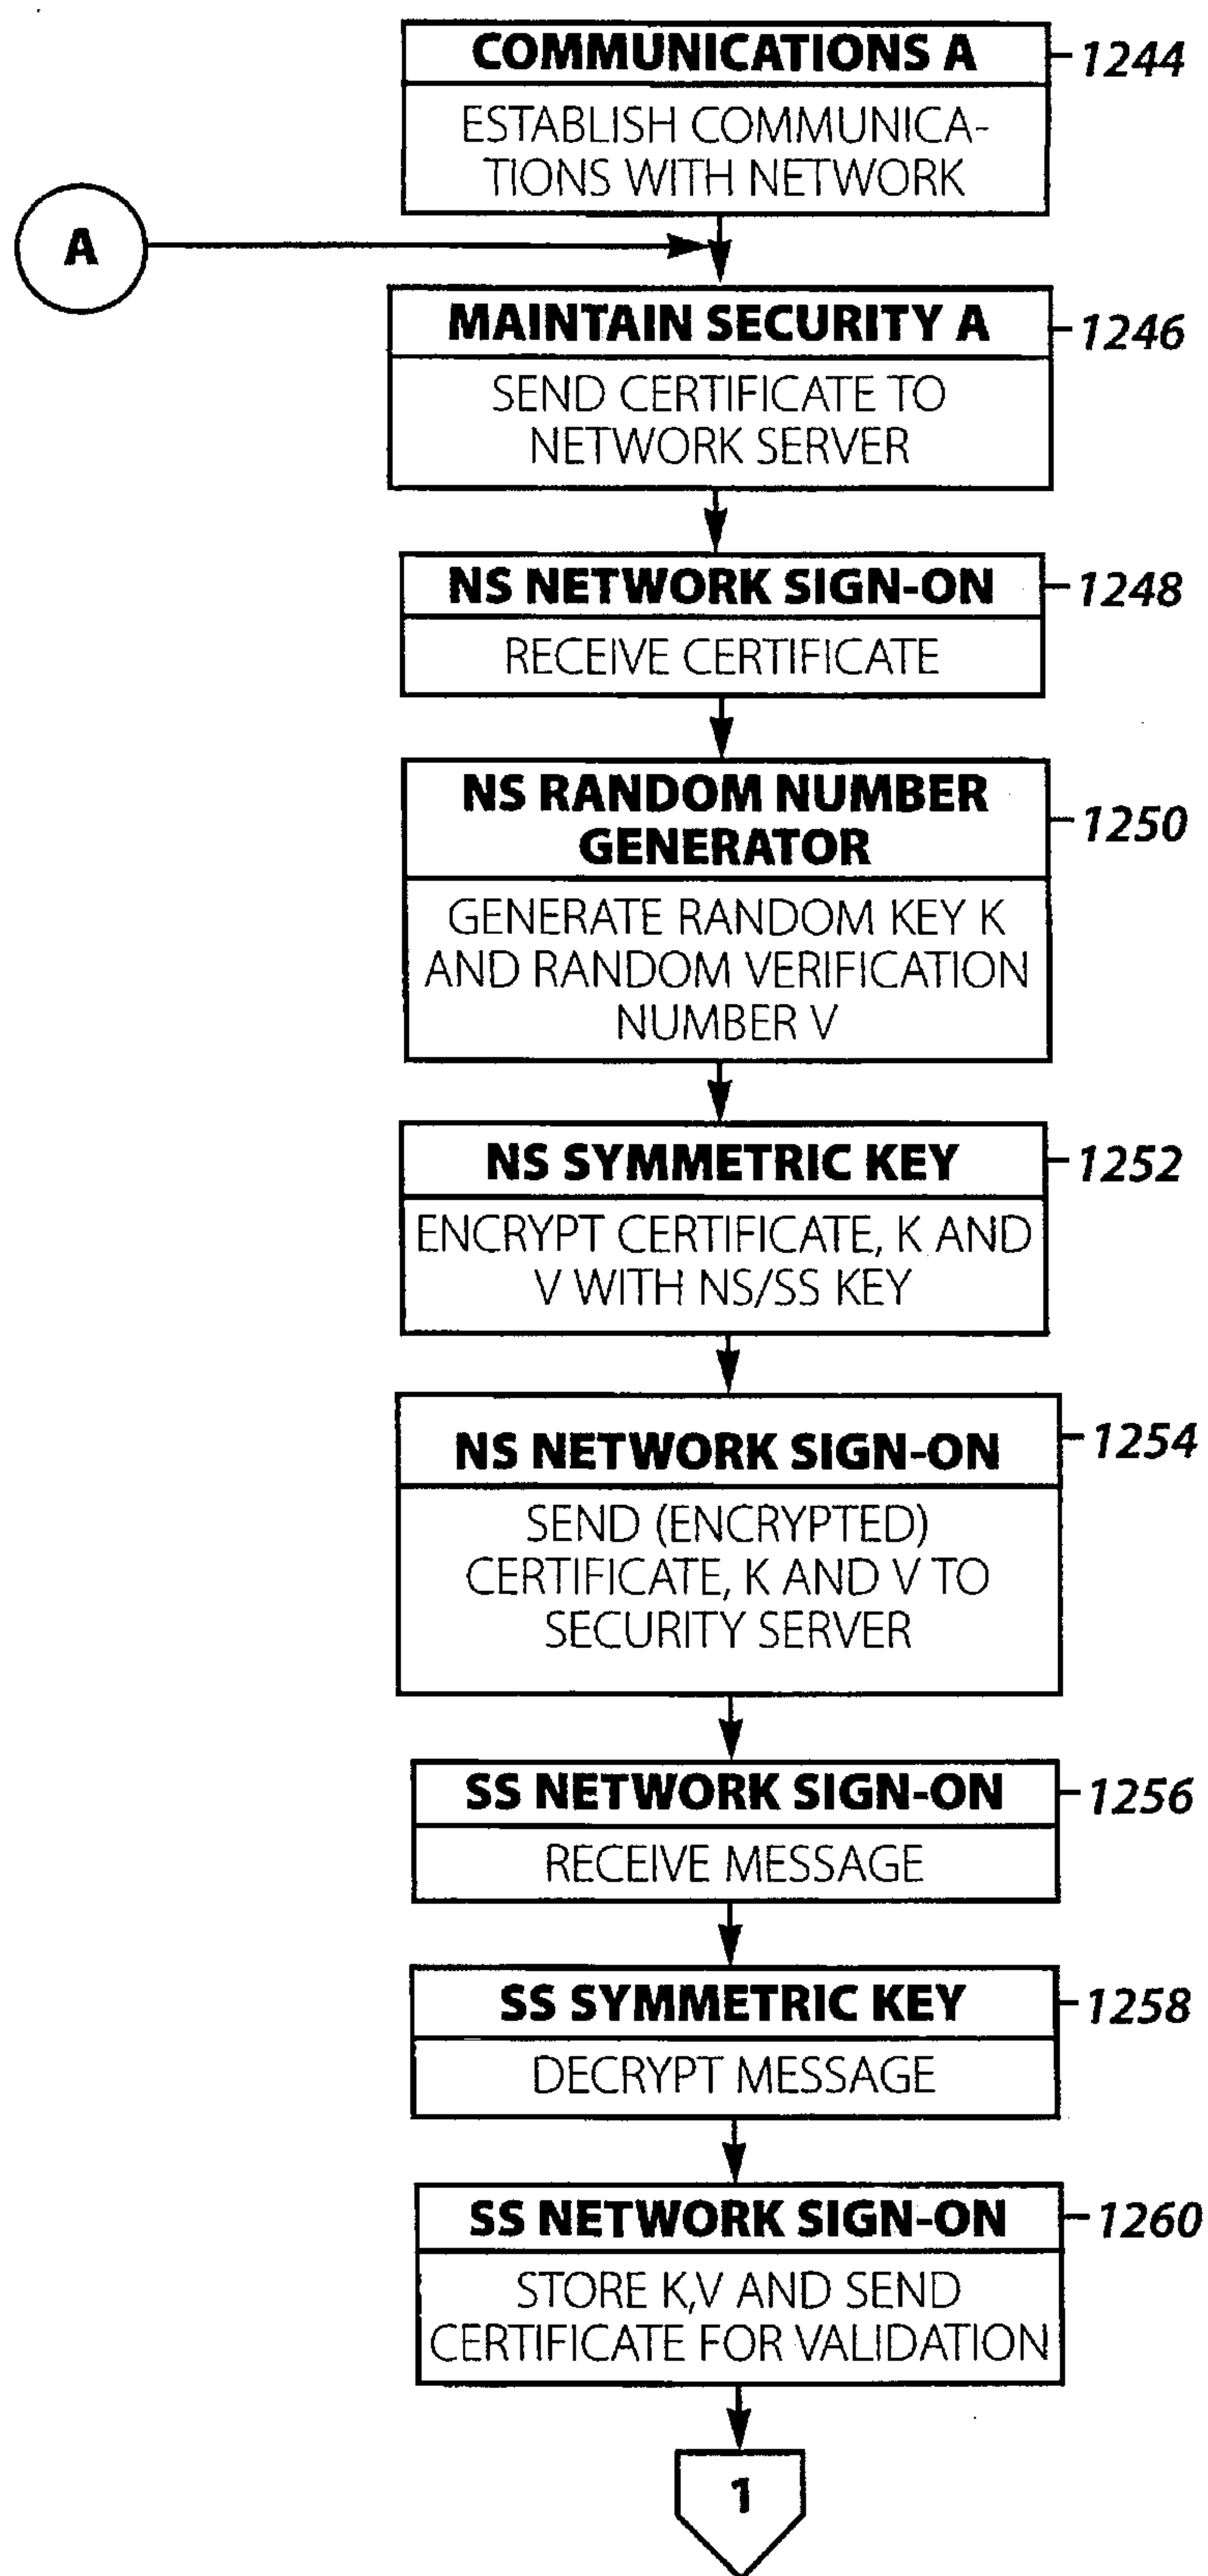 COMMUNICATIONS A
1244
ESTABLISH COMMUNICA-
TIONS WITH NETWORK
A
MAINTAIN SECURITY A
1246
SEND CERTIFICATE TO
NETWORK SERVER
NS NETWORK SIGN-ON
1248
RECEIVE CERTIFICATE
NS RANDOM NUMBER
GENERATOR
1250
GENERATE RANDOM KEY K
AND RANDOM VERIFICATION
NUMBER V
NS SYMMETRIC KEY
1252
ENCRYPT CERTIFICATE, K AND
V WITH NS/SS KEY
NS NETWORK SIGN-ON
1254
SEND (ENCRYPTED)
CERTIFICATE, K AND V TO
SECURITY SERVER
SS NETWORK SIGN-ON
1256
RECEIVE MESSAGE
SS SYMMETRIC KEY
1258
DECRYPT MESSAGE
SS NETWORK SIGN-ON
1260
STORE K,V AND SEND
CERTIFICATE FOR VALIDATION
1